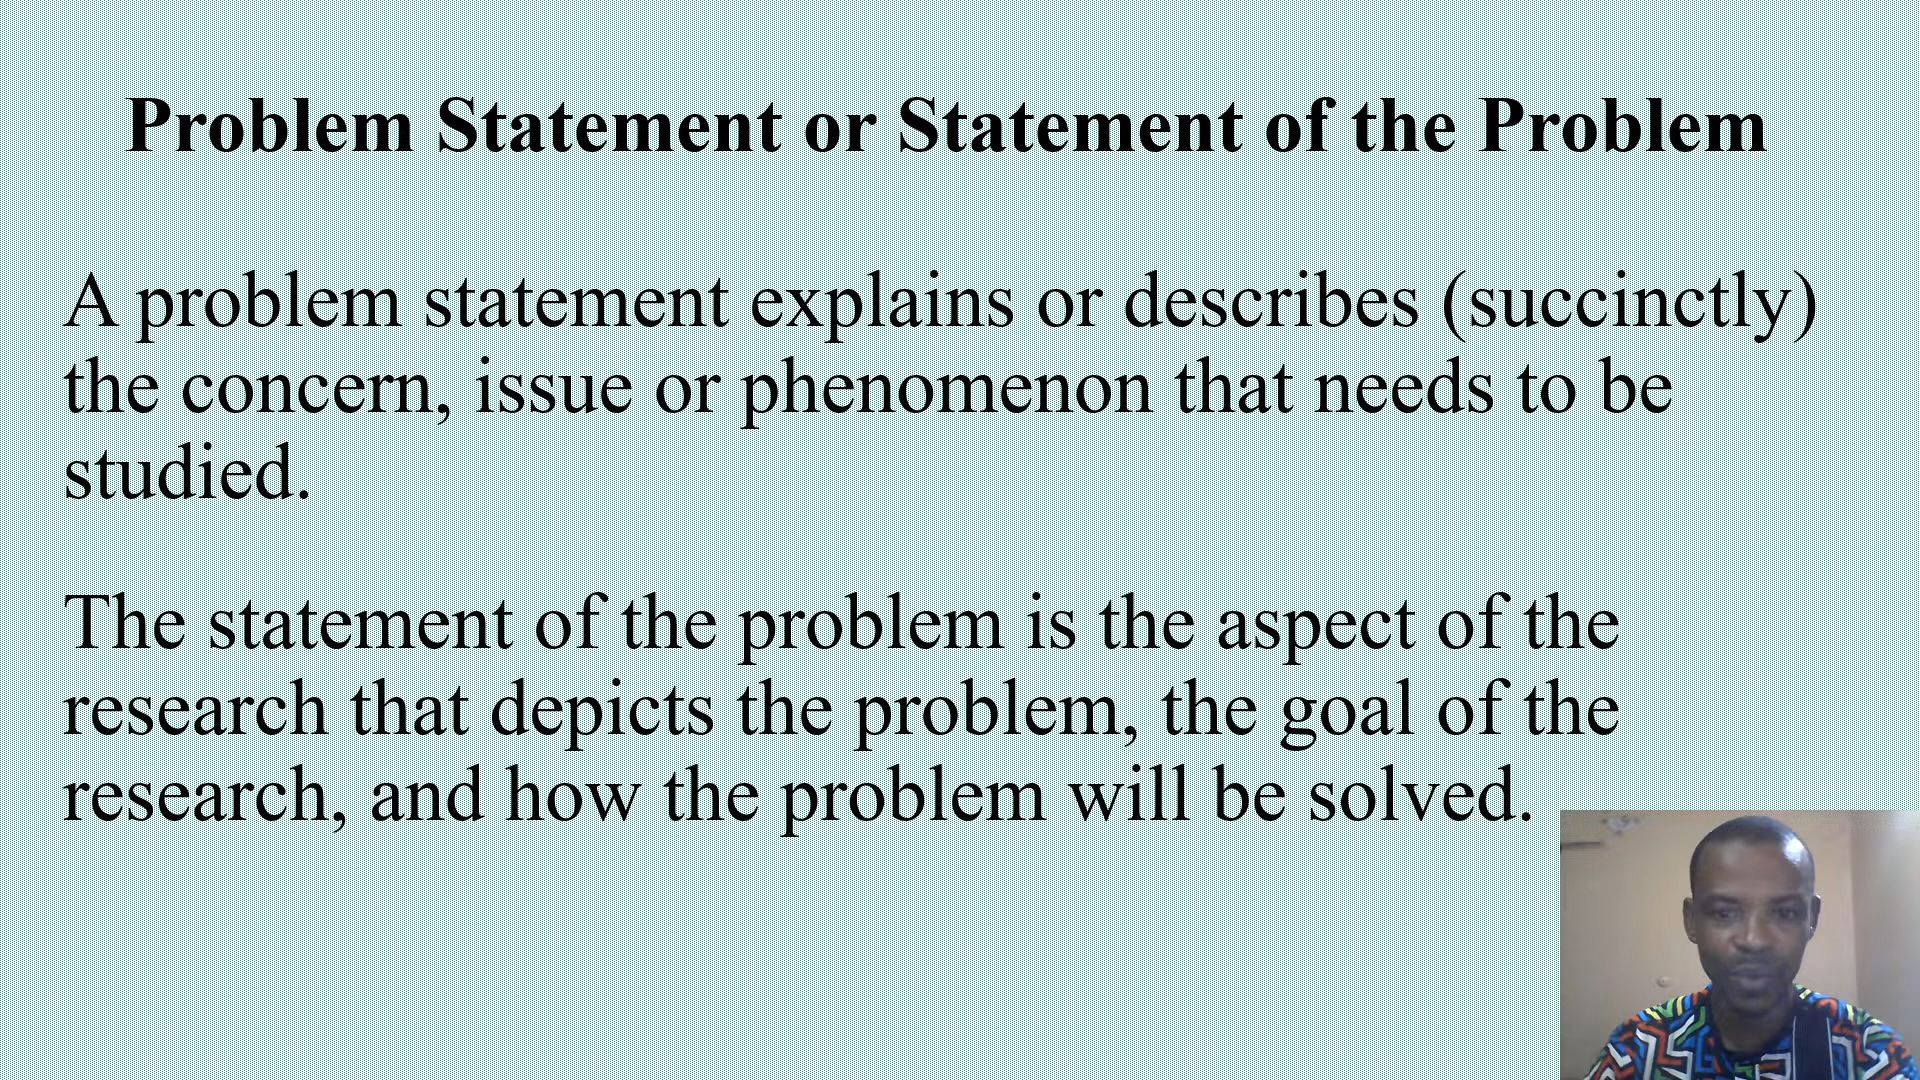 Problem Statement or Statement of the Problem
A problem statement explains or describes (succinctly)
the concern, issue or phenomenon that needs to be
studied.
The statement of the problem is the aspect of the
research that depicts the problem, the goal of the
research, and how the problem will be solved.